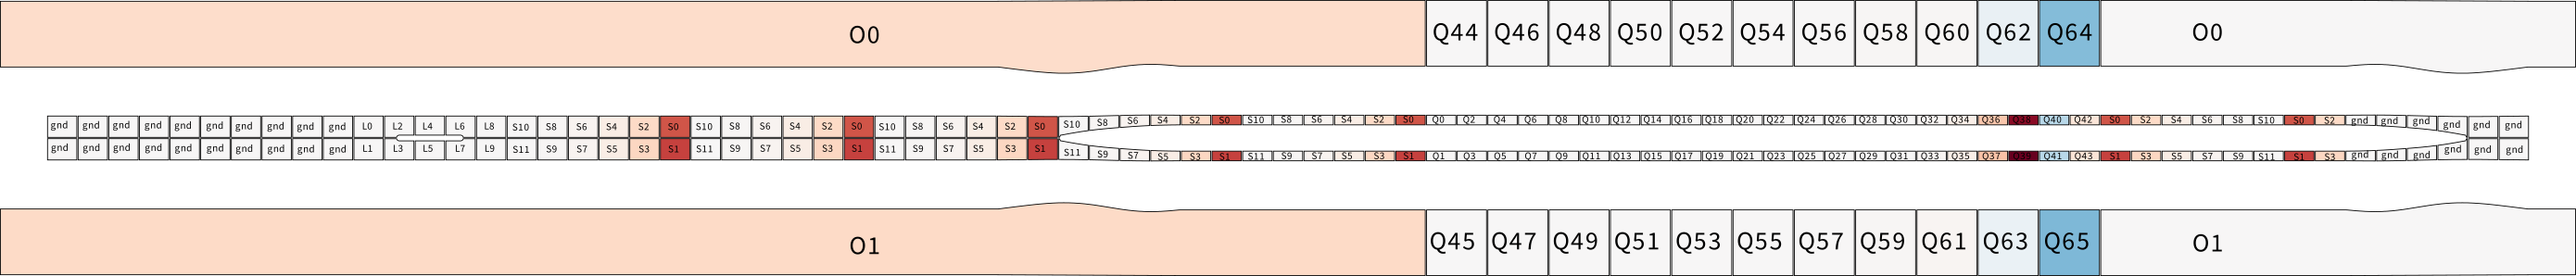 O0 Q44 Q46 Q48 Q50 Q52 Q54 Q56 Q58 Q60 Q62 Q64 O0
gnd gnd gnd gnd gnd gnd gnd gnd gnd gnd L0 L2 L4 L6 L8 S10 S8 S6 S4 S2 S0 S10 S8 S6 S4 S2 S0 S10 S8 S6 S4 S2 S0 S10 S8 S6 S4 S2 S0 S10 S8 S6 S4 S2 S0 Q0 Q2 Q4 Q6 Q8 Q10 Q12 Q14 Q16 Q18 Q20 Q22 Q24 Q26 Q28 Q30 Q32 Q34 Q36 Q38 Q40 Q42 S0 S2 S4 S6 S8 S10 S0 S2 gnd gnd gnd gnd gnd gnd
gnd gnd gnd gnd gnd gnd gnd gnd gnd gnd L1 L3 L5 L7 L9 S11 S9 S7 S5 S3 S1 S11 S9 S7 S5 S3 S1 S11 S9 S7 S5 S3 S1 S11 S9 S7 S5 S3 S1 S11 S9 S7 S5 S3 S1 Q1 Q3 Q5 Q7 Q9 Q11 Q13 Q15 Q17 Q19 Q21 Q23 Q25 Q27 Q29 Q31 Q33 Q35 Q37 Q39 Q41 Q43 S1 S3 S5 S7 S9 S11 S1 S3 gnd gnd gnd gnd gnd gnd
O1 Q45 Q47 Q49 Q51 Q53 Q55 Q57 Q59 Q61 Q63 Q65 O1